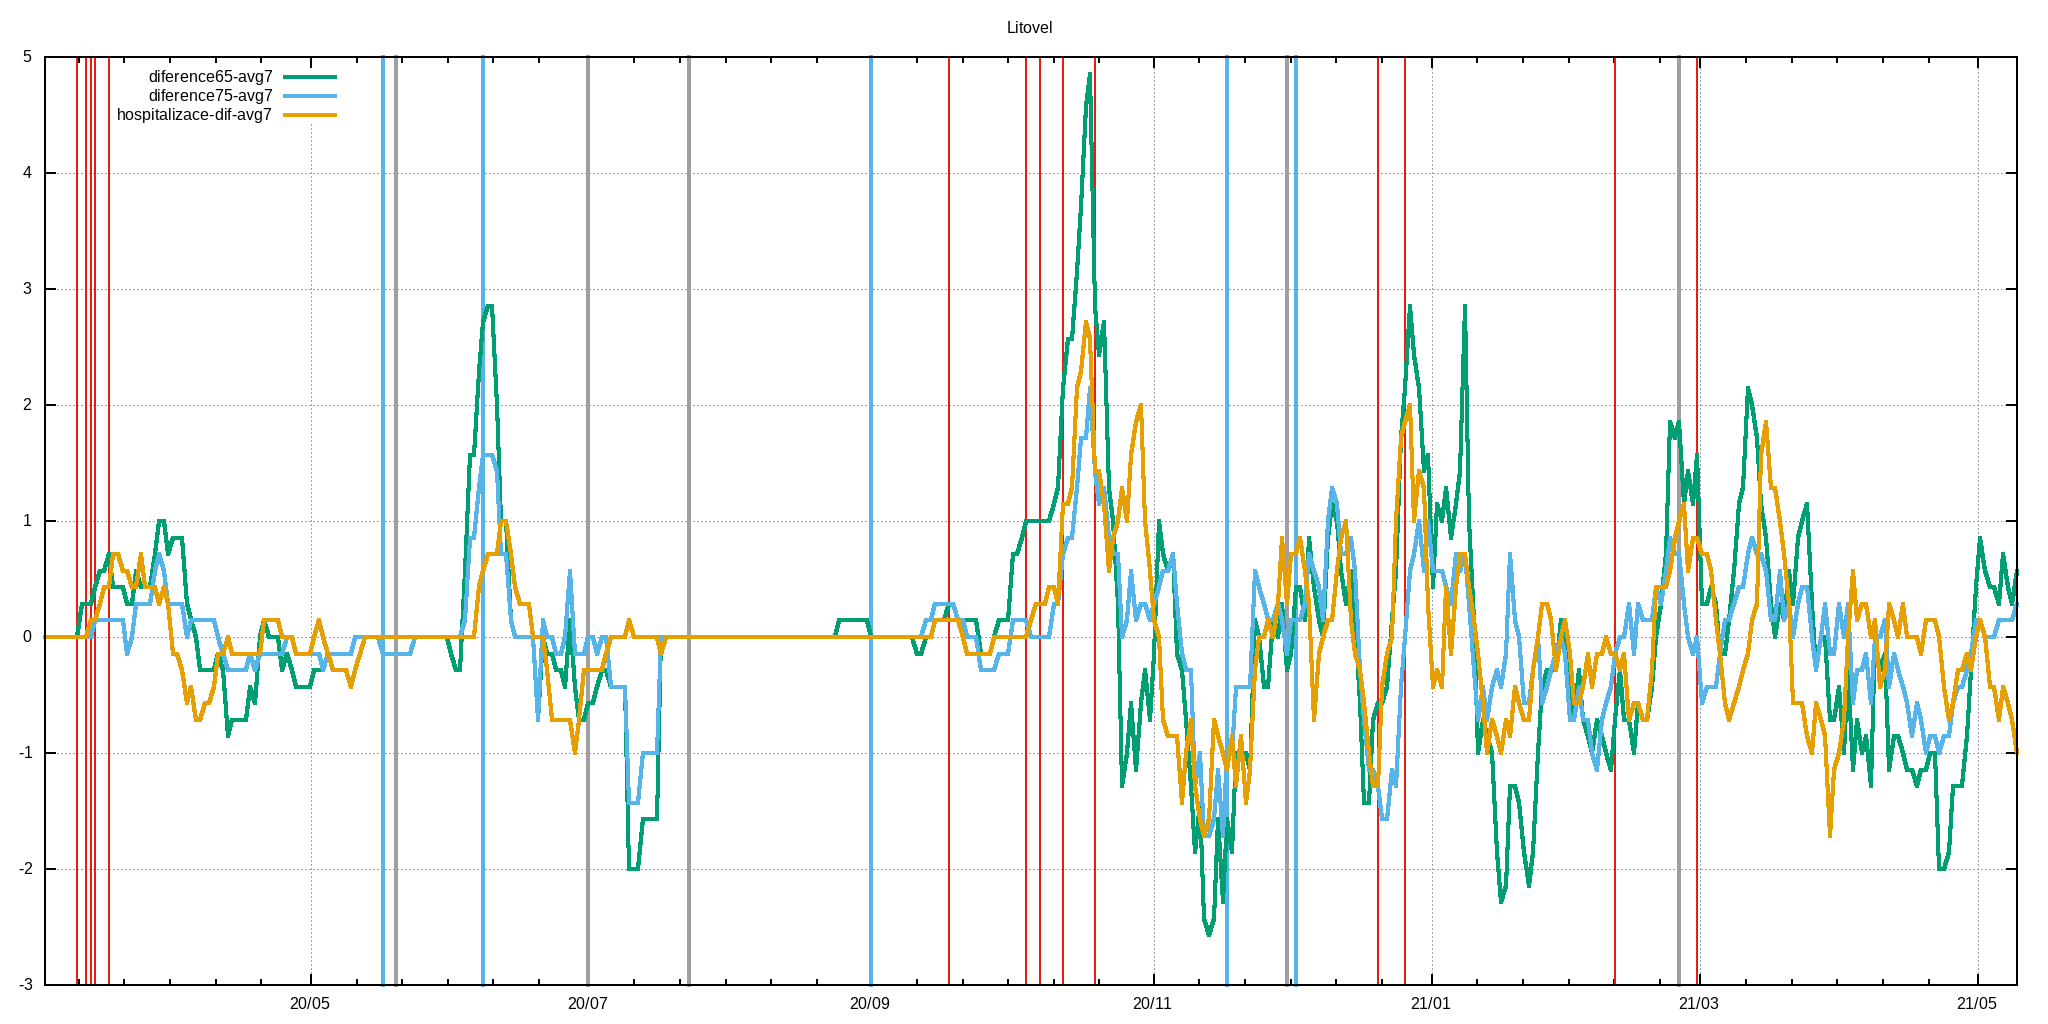 Litovel
diference65-avg7
diference75-avg7
hospitalizace-dif-avg7
5
4
3
2
1
0
-1
-2
-3
20/05 20/07 20/09 20/11 21/01 21/03 21/05